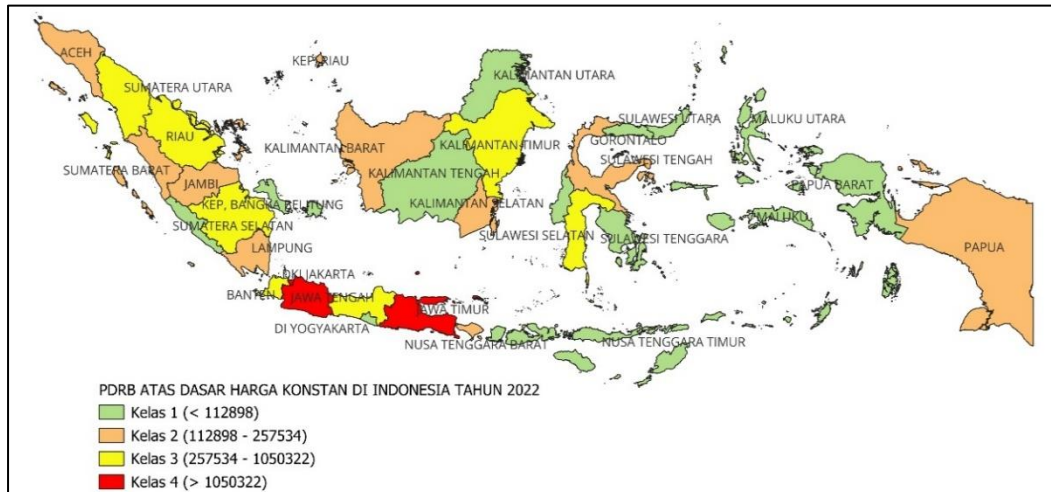 ACEH
KEP, RIAU
KALIMANTAN UTARA
SUMATERA UTARA
SULAWESI UTARA
MALUKU UTARA
RIAU
GORONTALO
KALIMANTAN BARAT
KALIMANTAN TIMUR
SULAWESI TENGAH
SUMATERA BARAT
KALIMANTAN TENGAH
JAMBI
PAPUA BARAT
KEP, BANGKA BELITUNG
KALIMANTAN SELATAN
MALUKU
SUMATERA SELATAN
SULAWESI SELATAN
SULAWESI TENGGARA
LAMPUNG
PAPUA
DKI JAKARTA
BANTEN
JAWA TENGAH
JAWA TIMUR
DI YOGYAKARTA
NUSA TENGGARA BARAT
NUSA TENGGARA TIMUR
PDRB ATAS DASAR HARGA KONSTAN DI INDONESIA TAHUN 2022
Kelas 1 (< 112898)
Kelas 2 (112898 - 257534)
Kelas 3 (257534 - 1050322)
Kelas 4 (> 1050322)